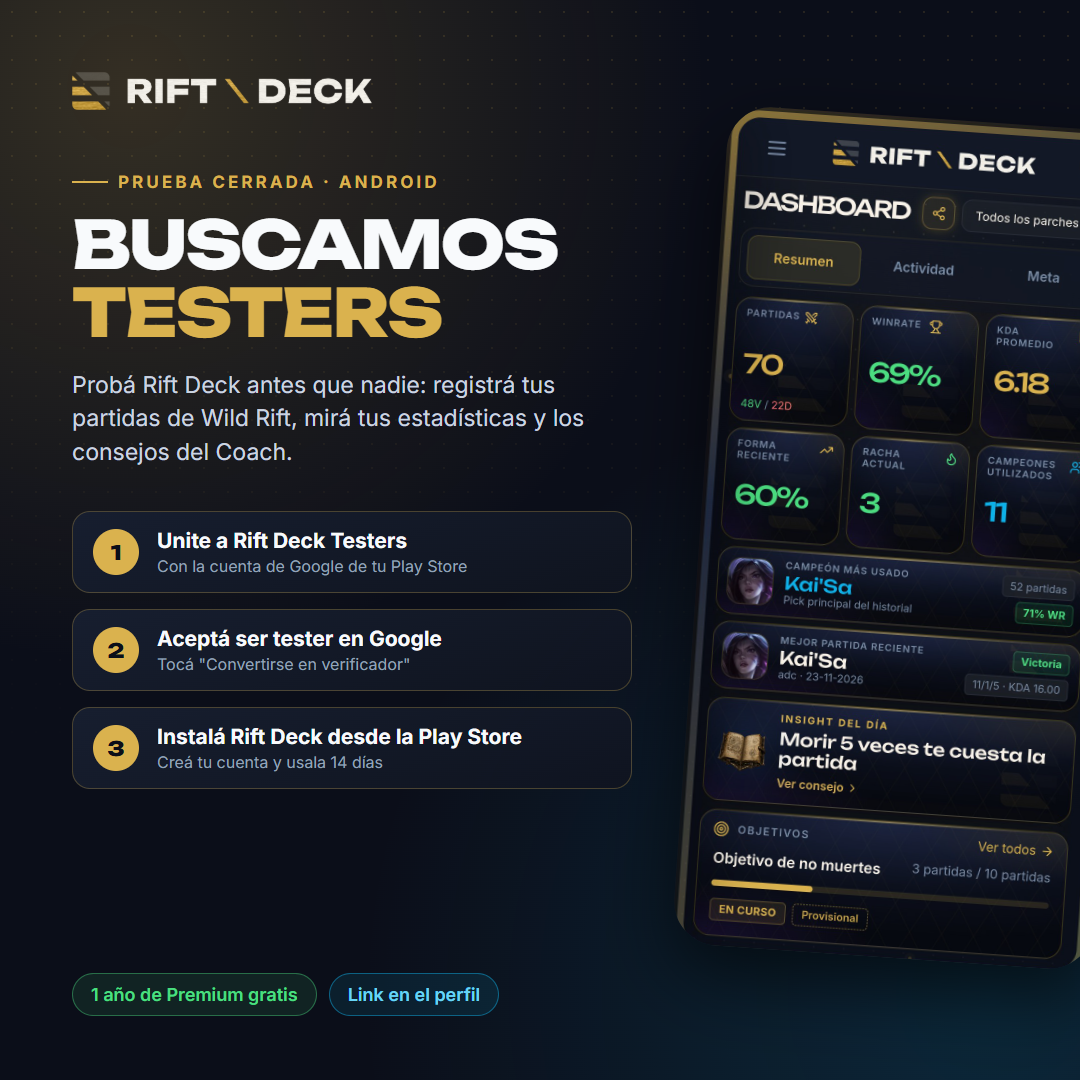 RIFT \ DECK
PRUEBA CERRADA · ANDROID
BUSCAMOS
TESTERS
Probá Rift Deck antes que nadie: registrá tus
partidas de Wild Rift, mirá tus estadísticas y los
consejos del Coach.
1
Unite a Rift Deck Testers
Con la cuenta de Google de tu Play Store
2
Aceptá ser tester en Google
Tocá "Convertirse en verificador"
3
Instalá Rift Deck desde la Play Store
Creá tu cuenta y usala 14 días
1 año de Premium gratis
Link en el perfil
RIFT \ DECK
DASHBOARD
Todos los parches
Resumen
Actividad
Meta
PARTIDAS
70
48V / 22D
WINRATE
69%
KDA
PROMEDIO
6.18
FORMA
RECIENTE
60%
RACHA
ACTUAL
3
CAMPEONES
UTILIZADOS
11
CAMPEÓN MÁS USADO
Kai'Sa
Pick principal del historial
52 partidas
71% WR
MEJOR PARTIDA RECIENTE
Kai'Sa
adc · 23-11-2026
Victoria
11/1/5 · KDA 16.00
INSIGHT DEL DÍA
Morir 5 veces te cuesta la
partida
Ver consejo
OBJETIVOS
Ver todos
Objetivo de no muertes
3 partidas / 10 partidas
EN CURSO
Provisional